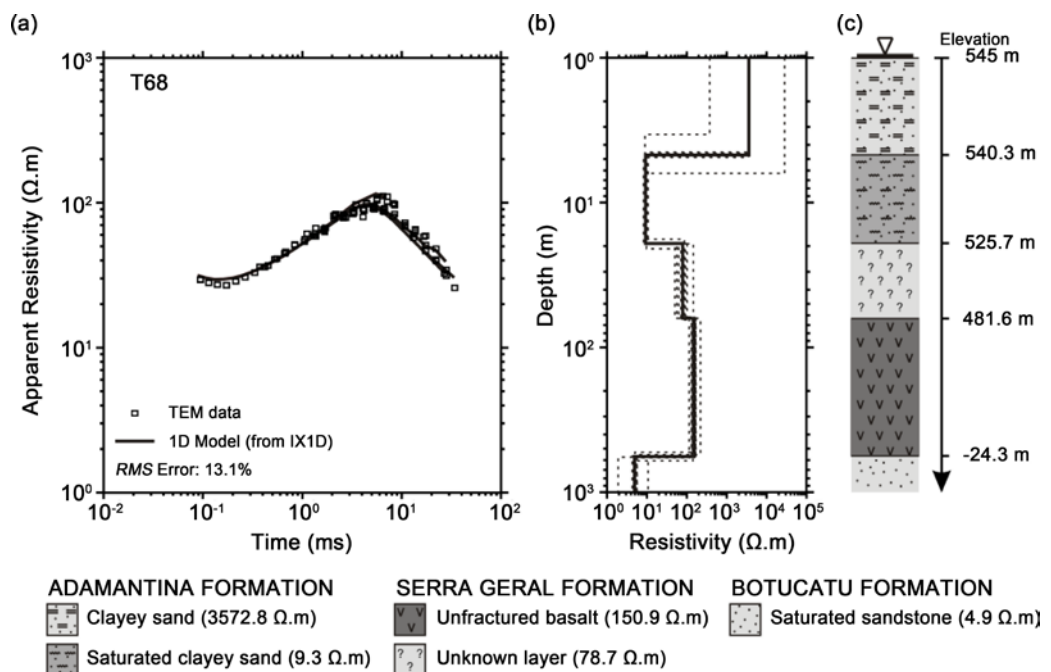 (a)
T68
Apparent Resistivity (Ω.m)
10³
10²
10¹
10⁰
TEM data
1D Model (from IX1D)
RMS Error: 13.1%
10⁻² 10⁻¹ 10⁰ 10¹ 10²
Time (ms)
(b)
Depth (m)
10⁰
10¹
10²
10³
10⁰ 10¹ 10² 10³ 10⁴ 10⁵
Resistivity (Ω.m)
(c)
Elevation
545 m
540.3 m
525.7 m
481.6 m
-24.3 m
? ? ? ? ? ? ? ? ? ? ? ?
V V V V V V V V V V V V
ADAMANTINA FORMATION
Clayey sand (3572.8 Ω.m)
Saturated clayey sand (9.3 Ω.m)
SERRA GERAL FORMATION
V V V Unfractured basalt (150.9 Ω.m)
? ? ? Unknown layer (78.7 Ω.m)
BOTUCATU FORMATION
Saturated sandstone (4.9 Ω.m)